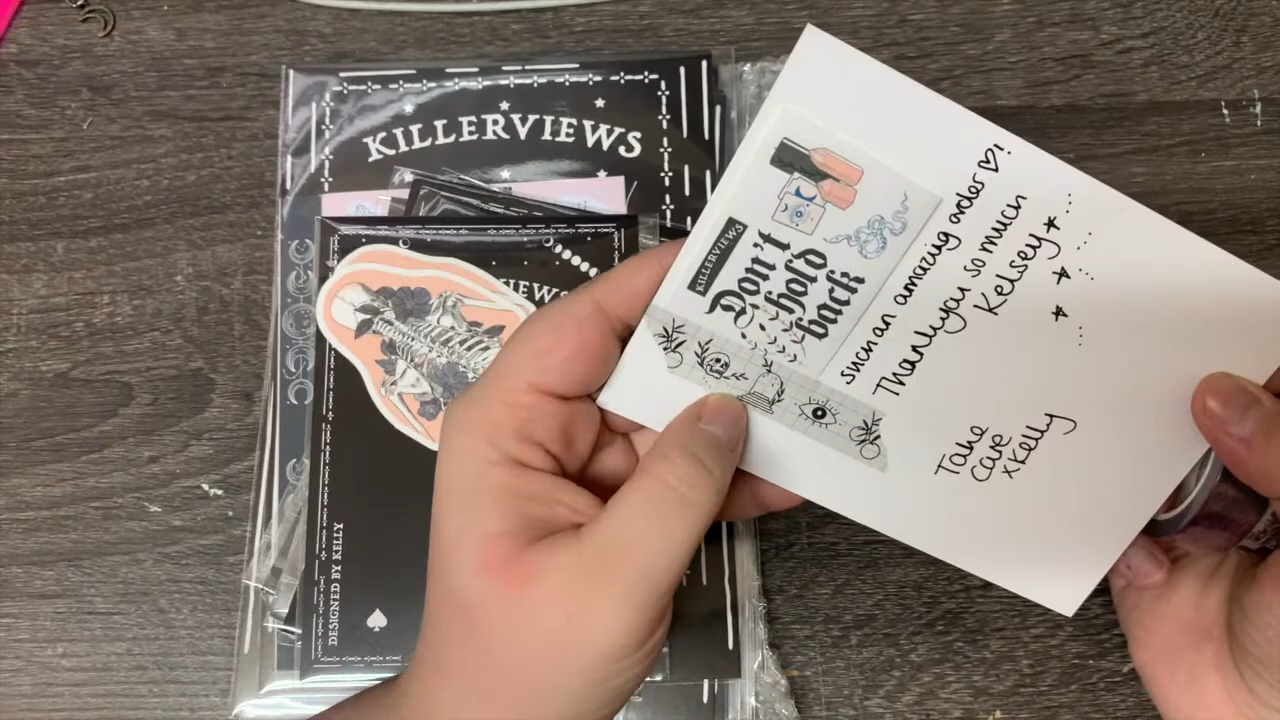 KILLERVIEWS
DESIGNED BY KELLY
KILLERVIEWS
Don't
hold
back
such an amazing order ♡!
Thankyou so much
Kelsey
Take
Care
x Kelly